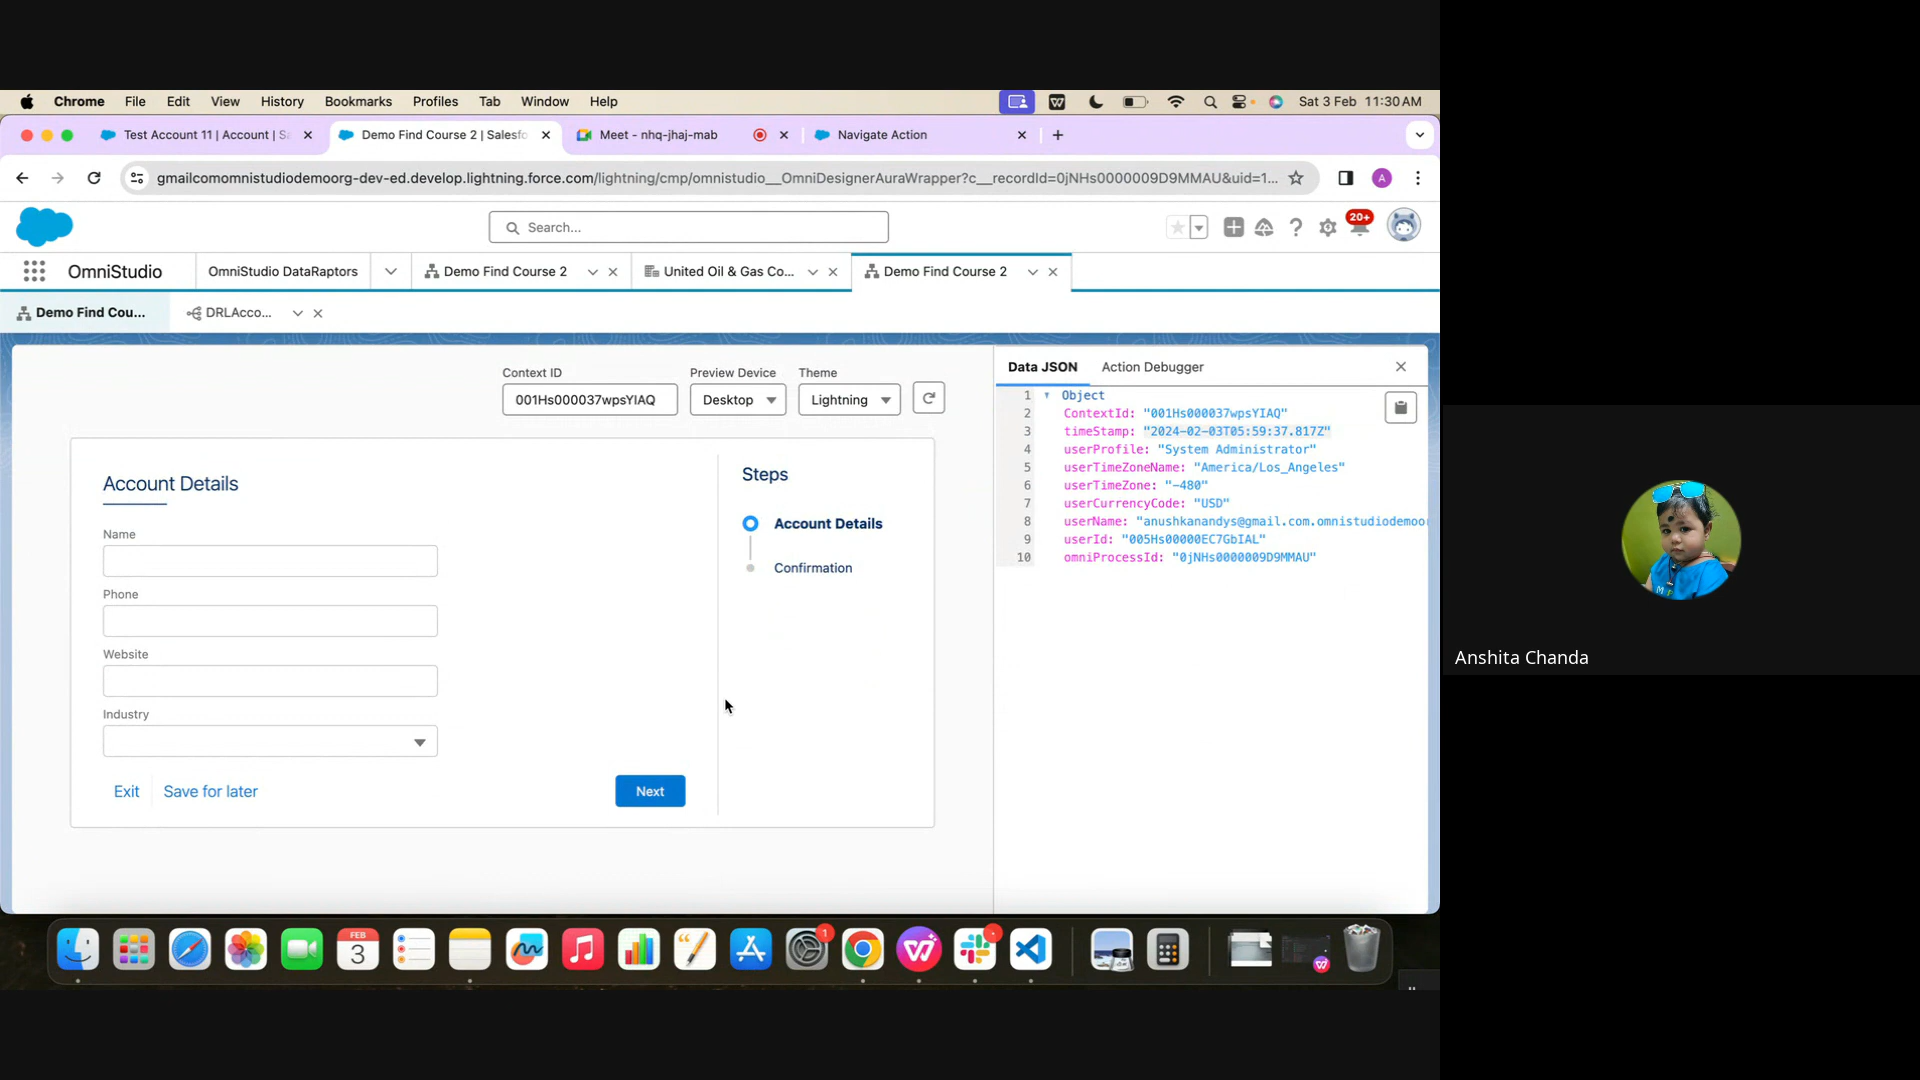 Chrome File Edit View History Bookmarks Profiles Tab Window Help Sat 3 Feb 11:30 AM
Test Account 11 | Account | Sa Demo Find Course 2 | Salesfo Meet - nhq-jhaj-mab Navigate Action
gmailcomomnistudiodemoorg-dev-ed.develop.lightning.force.com/lightning/cmp/omnistudio__OmniDesignerAuraWrapper?c__recordId=0jNHs0000009D9MMAU&uid=1...
Search...
20+
OmniStudio OmniStudio DataRaptors Demo Find Course 2 United Oil & Gas Co... Demo Find Course 2
Demo Find Cou... DRLAcco...
Context ID Preview Device Theme
001Hs000037wpsYIAQ Desktop Lightning
Account Details
Name
Phone
Website
Industry
Exit Save for later Next
Steps
Account Details
Confirmation
Data JSON Action Debugger
1 Object
2 ContextId: "001Hs000037wpsYIAQ"
3 timeStamp: "2024-02-03T05:59:37.817Z"
4 userProfile: "System Administrator"
5 userTimeZoneName: "America/Los_Angeles"
6 userTimeZone: "-480"
7 userCurrencyCode: "USD"
8 userName: "anushkanandys@gmail.com.omnistudiodemoor
9 userId: "005Hs00000EC7GbIAL"
10 omniProcessId: "0jNHs0000009D9MMAU"
Anshita Chanda
FEB
3
1